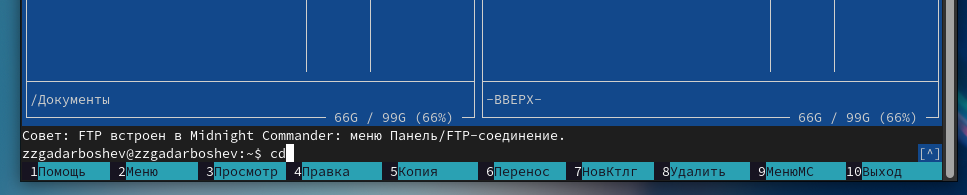 /Документы
-ВВЕРХ-
66G / 99G (66%)
66G / 99G (66%)
Совет: FTP встроен в Midnight Commander: меню Панель/FTP-соединение.
zzgadarboshev@zzgadarboshev:~$ cd
[^]
1Помощь 2Меню 3Просмотр 4Правка 5Копия 6Перенос 7НовКтлг 8Удалить 9МенюMC 10Выход